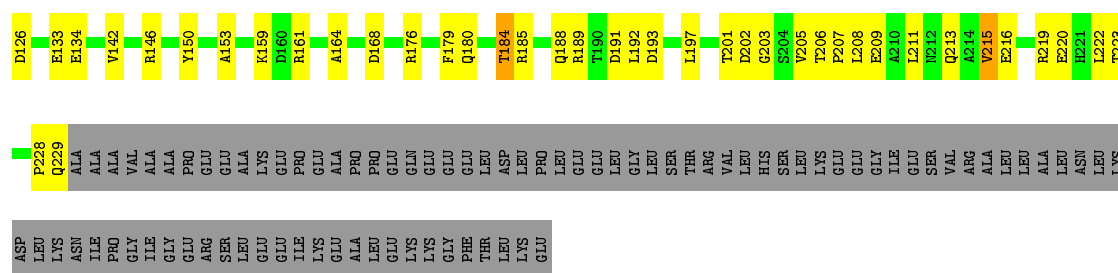 D126 E133 E134 V142 R146 Y150 A153 K159 D160 R161 A164 D168 R176 F179 Q180 T184 R185 Q188 R189 T190 D191 L192 D193 L197 T201 D202 G203 S204 V205 T206 P207 L208 E209 A210 L211 N212 Q213 A214 V215 E216 R219 E220 H221 L222 T223
P228 Q229 ALA ALA ALA VAL ALA ALA PRO GLU GLU ALA LYS GLU PRO GLU ALA PRO PRO GLU GLN GLU GLU GLU LEU ASP LEU PRO LEU GLU GLU LEU GLY LEU SER THR ARG VAL LEU HIS SER LEU LYS GLU GLU GLY ILE GLU SER VAL ARG ALA LEU LEU ALA LEU ASN LEU LYS
ASP LEU LYS ASN ILE PRO GLY ILE GLY GLU ARG SER LEU GLU GLU ILE LYS GLU ALA LEU GLU LYS LYS GLY PHE THR LEU LYS GLU